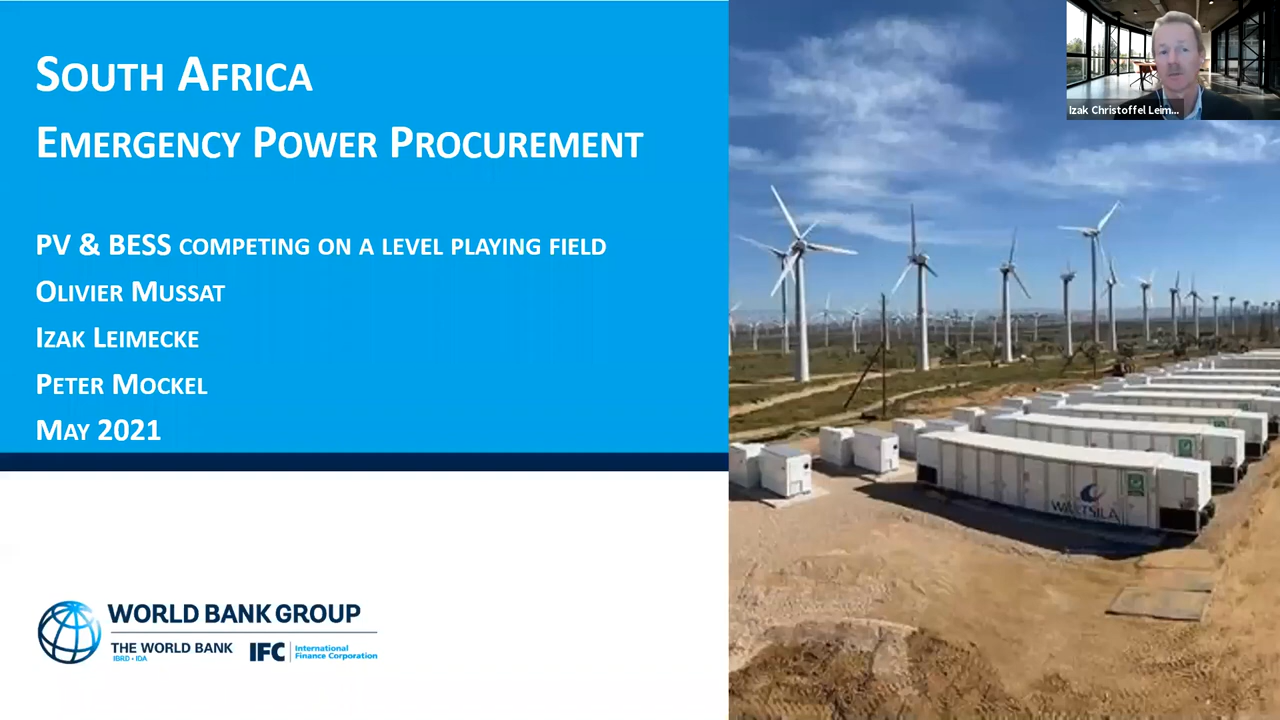 SOUTH AFRICA
EMERGENCY POWER PROCUREMENT
PV & BESS COMPETING ON A LEVEL PLAYING FIELD
OLIVIER MUSSAT
IZAK LEIMECKE
PETER MOCKEL
MAY 2021
WORLD BANK GROUP
THE WORLD BANK
IBRD • IDA
IFC
International
Finance Corporation
Izak Christoffel Leim...
WÄRTSILÄ